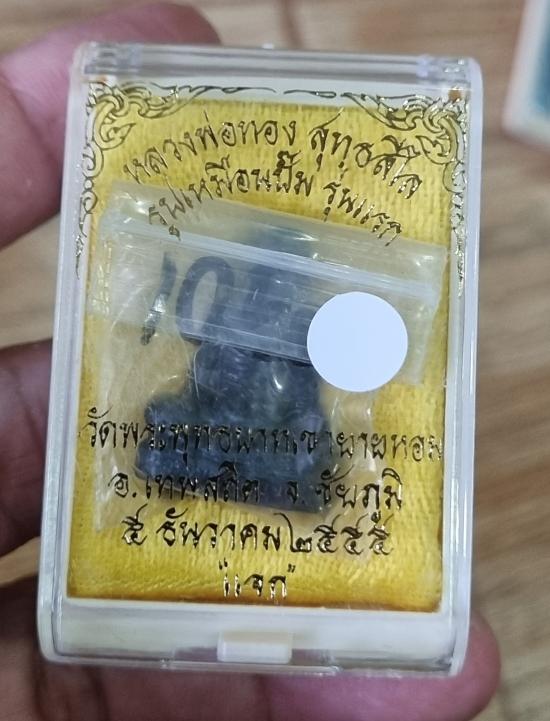 หลวงพ่อทอง สุทธสีโล
รูปเหมือนปั๊ม รุ่นแรก
วัดพระพุทธบาทเขายายหอม
อ.เทพสถิต จ.ชัยภูมิ
๕ ธันวาคม ๒๕๕๕
"แจก"